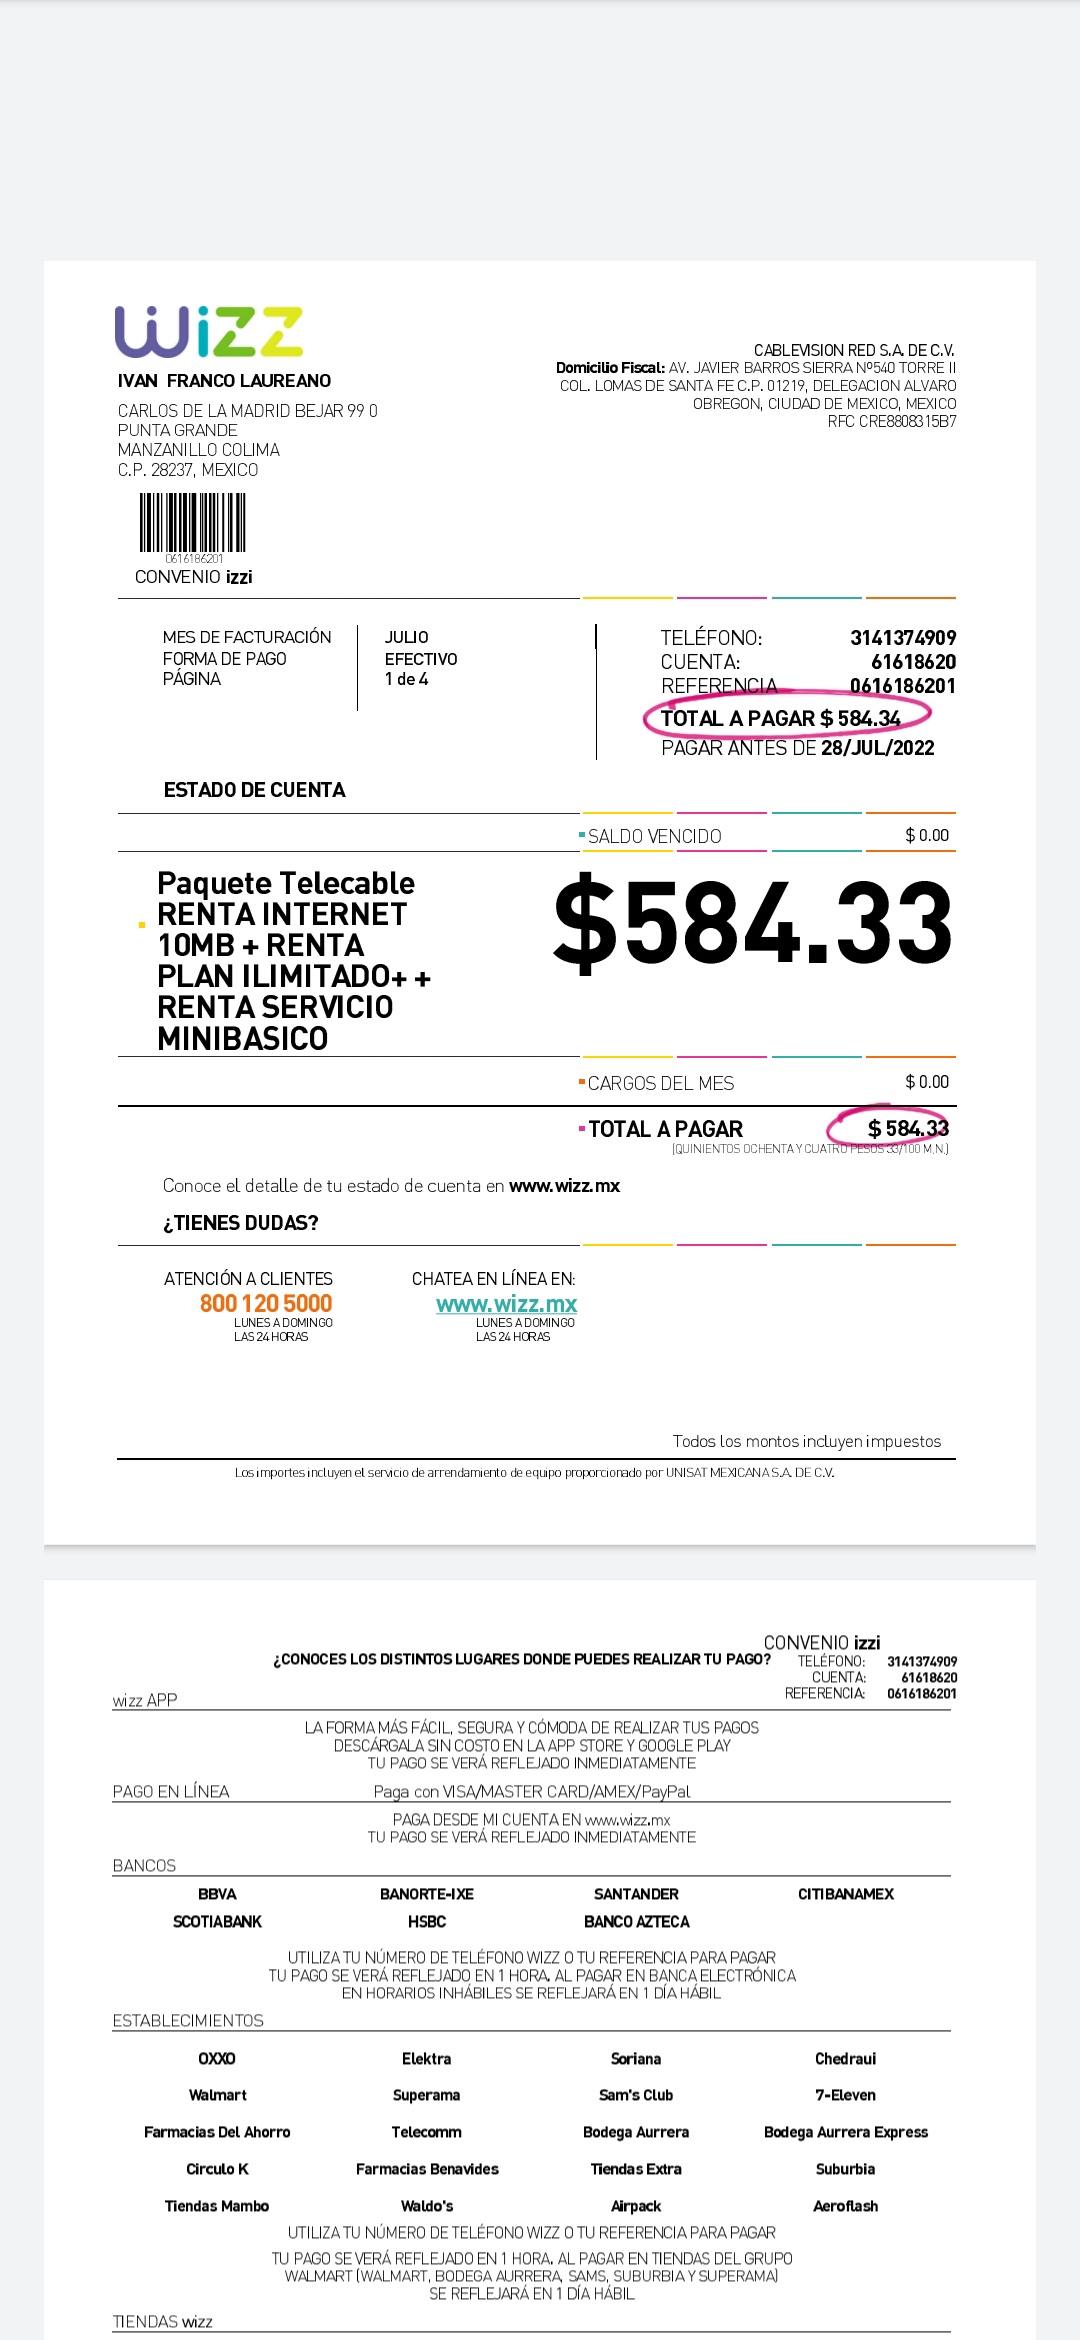 wizz
IVAN FRANCO LAUREANO
CARLOS DE LA MADRID BEJAR 99 0
PUNTA GRANDE
MANZANILLO COLIMA
C.P. 28237, MEXICO
0616186201
CONVENIO izzi
CABLEVISION RED S.A. DE C.V.
Domicilio Fiscal: AV. JAVIER BARROS SIERRA Nº540 TORRE II
COL. LOMAS DE SANTA FE C.P. 01219, DELEGACION ALVARO
OBREGON, CIUDAD DE MEXICO, MEXICO
RFC CRE8808315B7
MES DE FACTURACIÓN JULIO
FORMA DE PAGO EFECTIVO
PÁGINA 1 de 4
TELÉFONO: 3141374909
CUENTA: 61618620
REFERENCIA 0616186201
TOTAL A PAGAR $ 584.34
PAGAR ANTES DE 28/JUL/2022
ESTADO DE CUENTA
SALDO VENCIDO $ 0.00
Paquete Telecable
RENTA INTERNET
10MB + RENTA
PLAN ILIMITADO+ +
RENTA SERVICIO
MINIBASICO
$584.33
CARGOS DEL MES $ 0.00
TOTAL A PAGAR $ 584.33
(QUINIENTOS OCHENTA Y CUATRO PESOS 33/100 M.N.)
Conoce el detalle de tu estado de cuenta en www.wizz.mx
¿TIENES DUDAS?
ATENCIÓN A CLIENTES
800 120 5000
LUNES A DOMINGO
LAS 24 HORAS
CHATEA EN LÍNEA EN:
www.wizz.mx
LUNES A DOMINGO
LAS 24 HORAS
Todos los montos incluyen impuestos
Los importes incluyen el servicio de arrendamiento de equipo proporcionado por UNISAT MEXICANA S.A. DE C.V.
CONVENIO izzi
¿CONOCES LOS DISTINTOS LUGARES DONDE PUEDES REALIZAR TU PAGO?
TELÉFONO: 3141374909
CUENTA: 61618620
REFERENCIA: 0616186201
wizz APP
LA FORMA MÁS FÁCIL, SEGURA Y CÓMODA DE REALIZAR TUS PAGOS
DESCÁRGALA SIN COSTO EN LA APP STORE Y GOOGLE PLAY
TU PAGO SE VERÁ REFLEJADO INMEDIATAMENTE
PAGO EN LÍNEA Paga con VISA/MASTER CARD/AMEX/PayPal
PAGA DESDE MI CUENTA EN www.wizz.mx
TU PAGO SE VERÁ REFLEJADO INMEDIATAMENTE
BANCOS
BBVA BANORTE-IXE SANTANDER CITIBANAMEX
SCOTIABANK HSBC BANCO AZTECA
UTILIZA TU NÚMERO DE TELÉFONO WIZZ O TU REFERENCIA PARA PAGAR
TU PAGO SE VERÁ REFLEJADO EN 1 HORA. AL PAGAR EN BANCA ELECTRÓNICA
EN HORARIOS INHÁBILES SE REFLEJARÁ EN 1 DÍA HÁBIL
ESTABLECIMIENTOS
OXXO Elektra Soriana Chedraui
Walmart Superama Sam's Club 7-Eleven
Farmacias Del Ahorro Telecomm Bodega Aurrera Bodega Aurrera Express
Circulo K Farmacias Benavides Tiendas Extra Suburbia
Tiendas Mambo Waldo's Airpack Aeroflash
UTILIZA TU NÚMERO DE TELÉFONO WIZZ O TU REFERENCIA PARA PAGAR
TU PAGO SE VERÁ REFLEJADO EN 1 HORA. AL PAGAR EN TIENDAS DEL GRUPO
WALMART (WALMART, BODEGA AURRERA, SAMS, SUBURBIA Y SUPERAMA)
SE REFLEJARÁ EN 1 DÍA HÁBIL
TIENDAS wizz